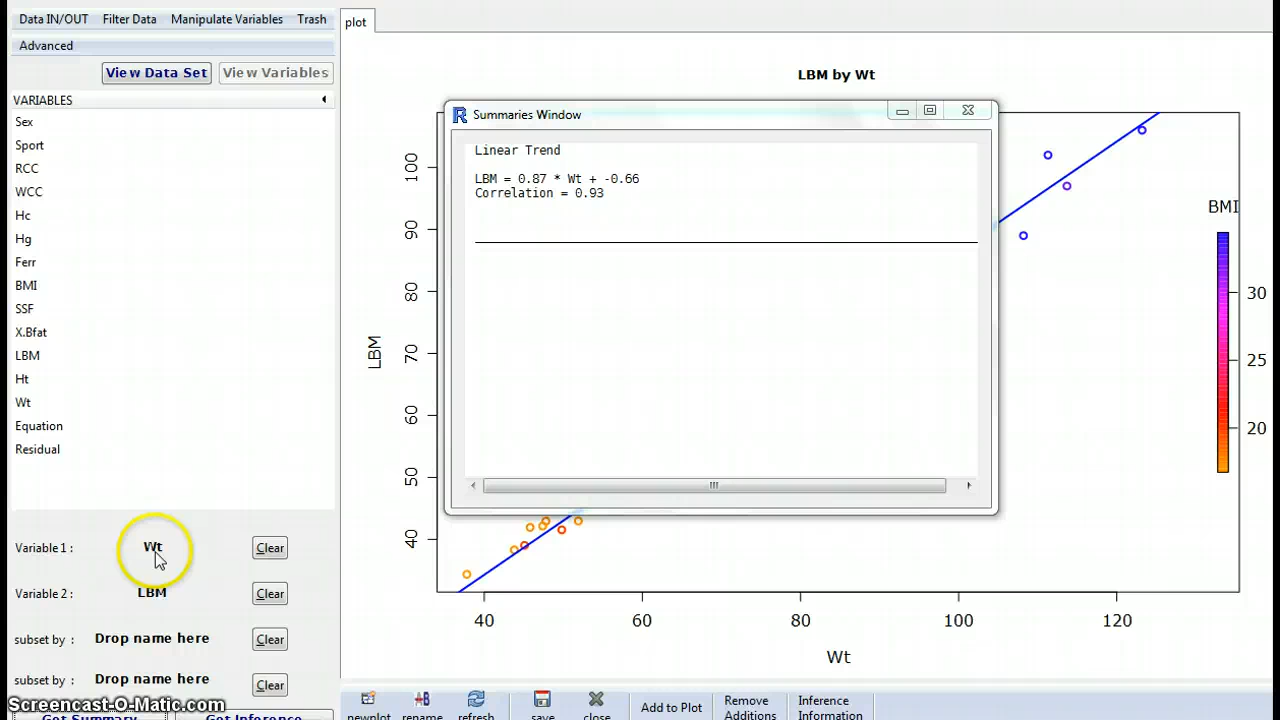 Data IN/OUT Filter Data Manipulate Variables Trash
Advanced
View Data Set View Variables
VARIABLES
Sex
Sport
RCC
WCC
Hc
Hg
Ferr
BMI
SSF
X.Bfat
LBM
Ht
Wt
Equation
Residual
Variable 1 : Wt Clear
Variable 2 : LBM Clear
subset by : Drop name here Clear
subset by : Drop name here Clear
Get Summary Get Inference
Screencast-O-Matic.com
plot
LBM by Wt
R Summaries Window
Linear Trend
LBM = 0.87 * Wt + -0.66
Correlation = 0.93
LBM
100
90
80
70
60
50
40
40 60 80 100 120
Wt
BMI
30
25
20
newplot rename refresh save close Add to Plot Remove Additions Inference Information